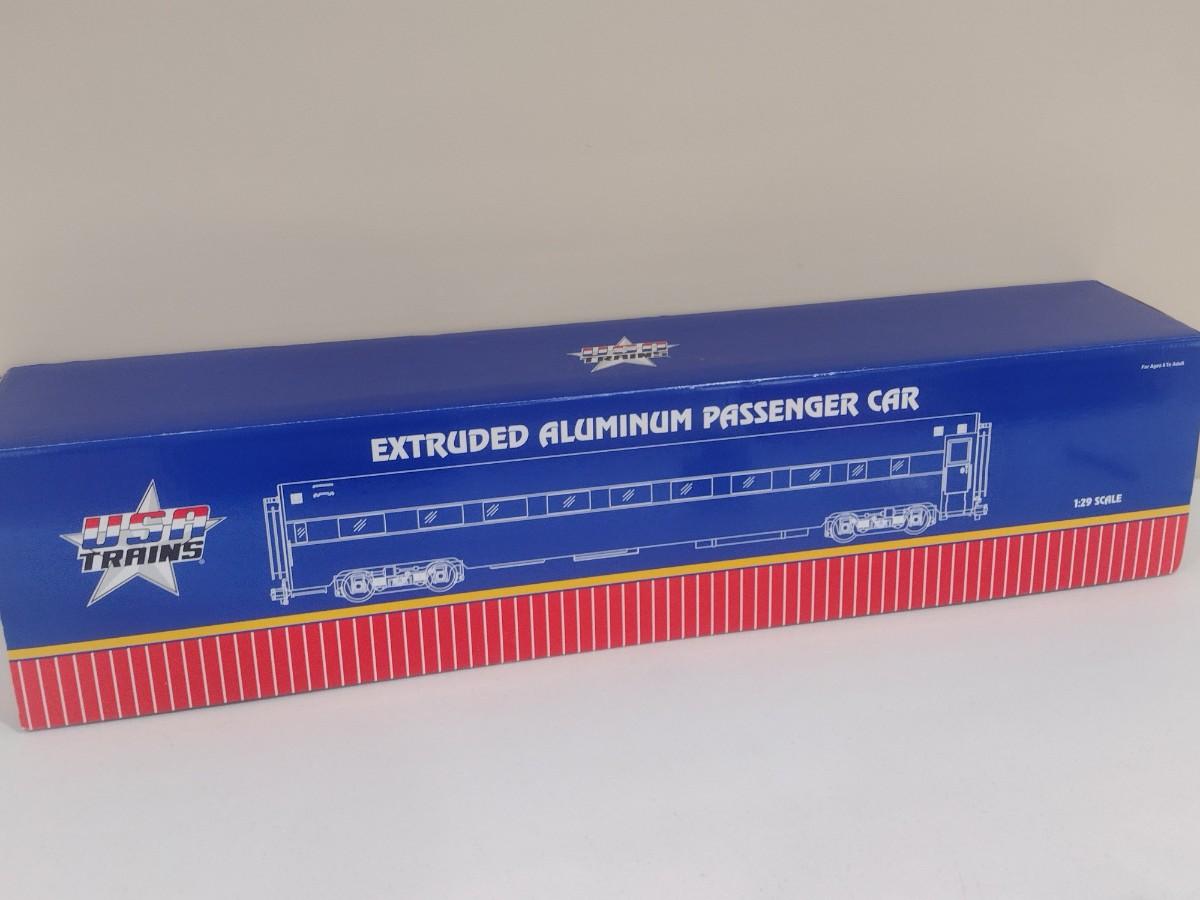 USA
TRAINS
For Ages 8 To Adult
EXTRUDED ALUMINUM PASSENGER CAR
USA
TRAINS
1:29 SCALE